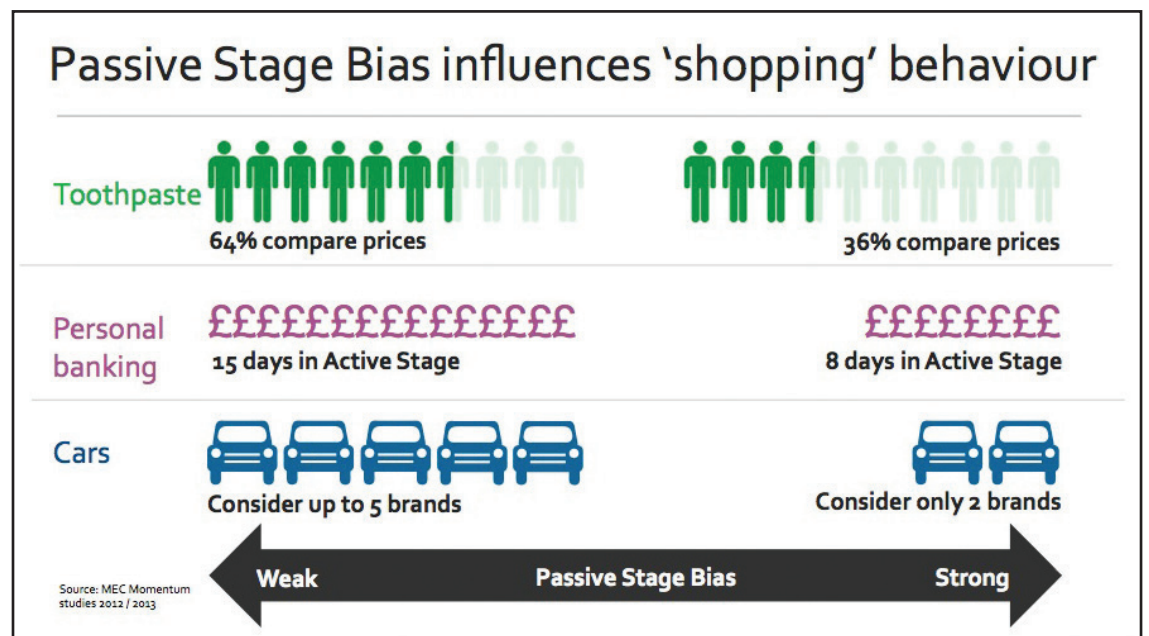 Passive Stage Bias influences ‘shopping’ behaviour
Toothpaste
64% compare prices
36% compare prices
Personal
banking
£££££££££££££££
££££££££
15 days in Active Stage
8 days in Active Stage
Cars
Consider up to 5 brands
Consider only 2 brands
Weak
Passive Stage Bias
Strong
Source: MEC Momentum
studies 2012 / 2013